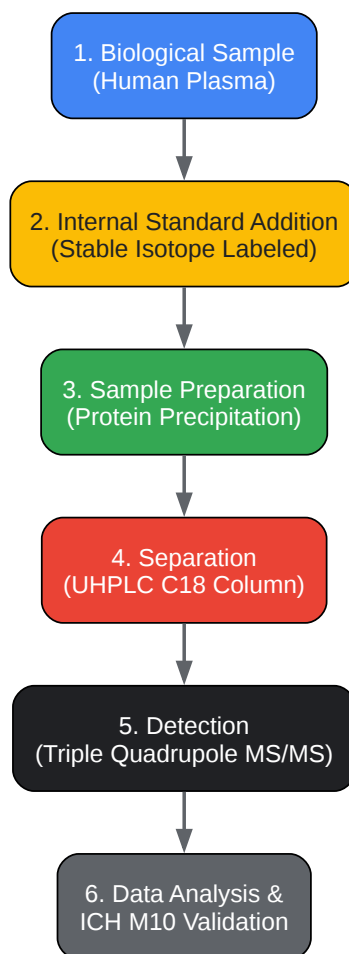 1. Biological Sample
(Human Plasma)
2. Internal Standard Addition
(Stable Isotope Labeled)
3. Sample Preparation
(Protein Precipitation)
4. Separation
(UHPLC C18 Column)
5. Detection
(Triple Quadrupole MS/MS)
6. Data Analysis &
ICH M10 Validation